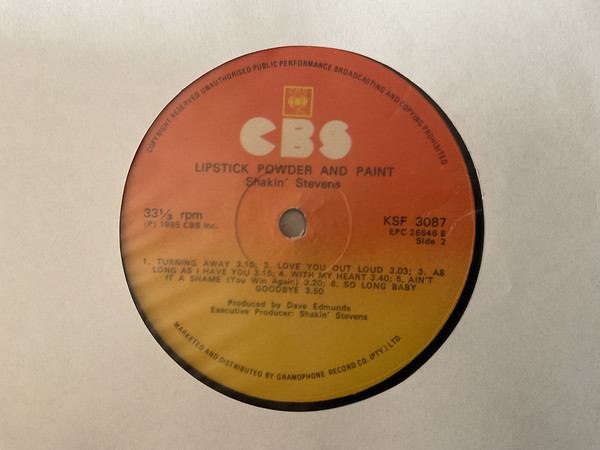 COPYRIGHT RESERVED UNAUTHORISED PUBLIC PERFORMANCE BROADCASTING AND COPYING PROHIBITED.
CBS
LIPSTICK POWDER AND PAINT
Shakin' Stevens
33⅓ rpm
(P) 1985 CBS Inc.
KSF 3087
EPC 26646 B
Side 2
1. TURNING AWAY 3.10; 2. LOVE YOU OUT LOUD 3.03; 3. AS
LONG AS I HAVE YOU 3.15; 4. WITH MY HEART 3.40; 5. AIN'T
IT A SHAME (You Win Again) 3.20; 6. SO LONG BABY
GOODBYE 3.50
Produced by Dave Edmunds
Executive Producer: Shakin' Stevens
MARKETED AND DISTRIBUTED BY GRAMOPHONE RECORD CO. (PTY.) LTD.